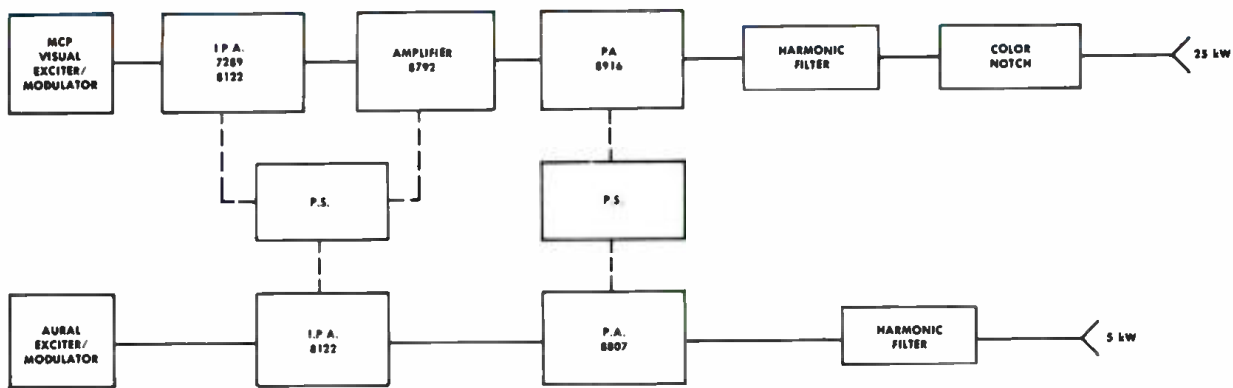 MCP
VISUAL
EXCITER/
MODULATOR
I P A.
7289
8122
AMPLIFIER
8792
PA
8916
HARMONIC
FILTER
COLOR
NOTCH
25 kW
P.S.
P S
AURAL
EXCITER/
MODULATOR
I.P.A.
8122
P.A.
8807
HARMONIC
FILTER
5 kW